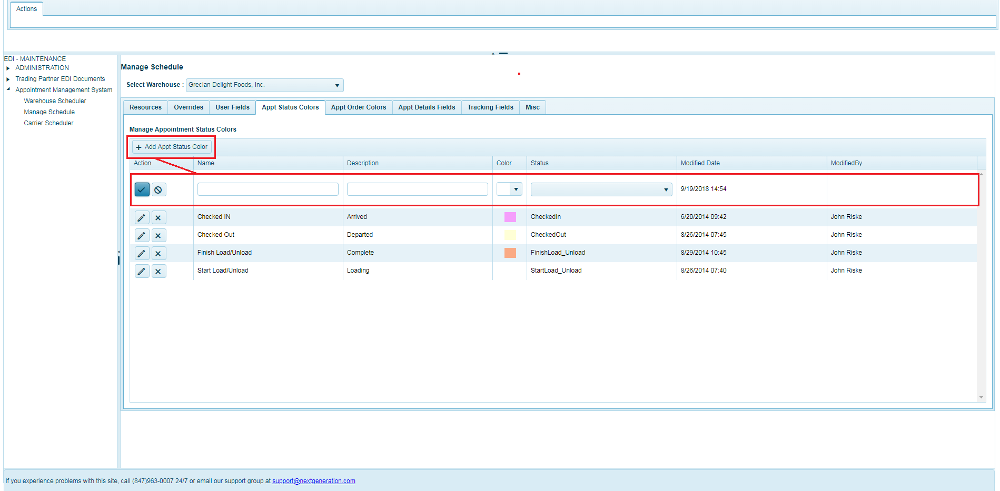 Actions
EDI - MAINTENANCE
ADMINISTRATION
Trading Partner EDI Documents
Appointment Management System
Warehouse Scheduler
Manage Schedule
Carrier Scheduler
Manage Schedule
Select Warehouse : Grecian Delight Foods, Inc.
Resources Overrides User Fields Appt Status Colors Appt Order Colors Appt Details Fields Tracking Fields Misc
Manage Appointment Status Colors
+ Add Appt Status Color
Action Name Description Color Status Modified Date ModifiedBy
9/19/2018 14:54
Checked IN Arrived CheckedIn 6/20/2014 09:42 John Riske
Checked Out Departed CheckedOut 8/26/2014 07:45 John Riske
Finish Load/Unload Complete FinishLoad_Unload 8/29/2014 10:45 John Riske
Start Load/Unload Loading StartLoad_Unload 8/26/2014 07:40 John Riske
If you experience problems with this site, call (847)963-0007 24/7 or email our support group at support@nextgeneration.com